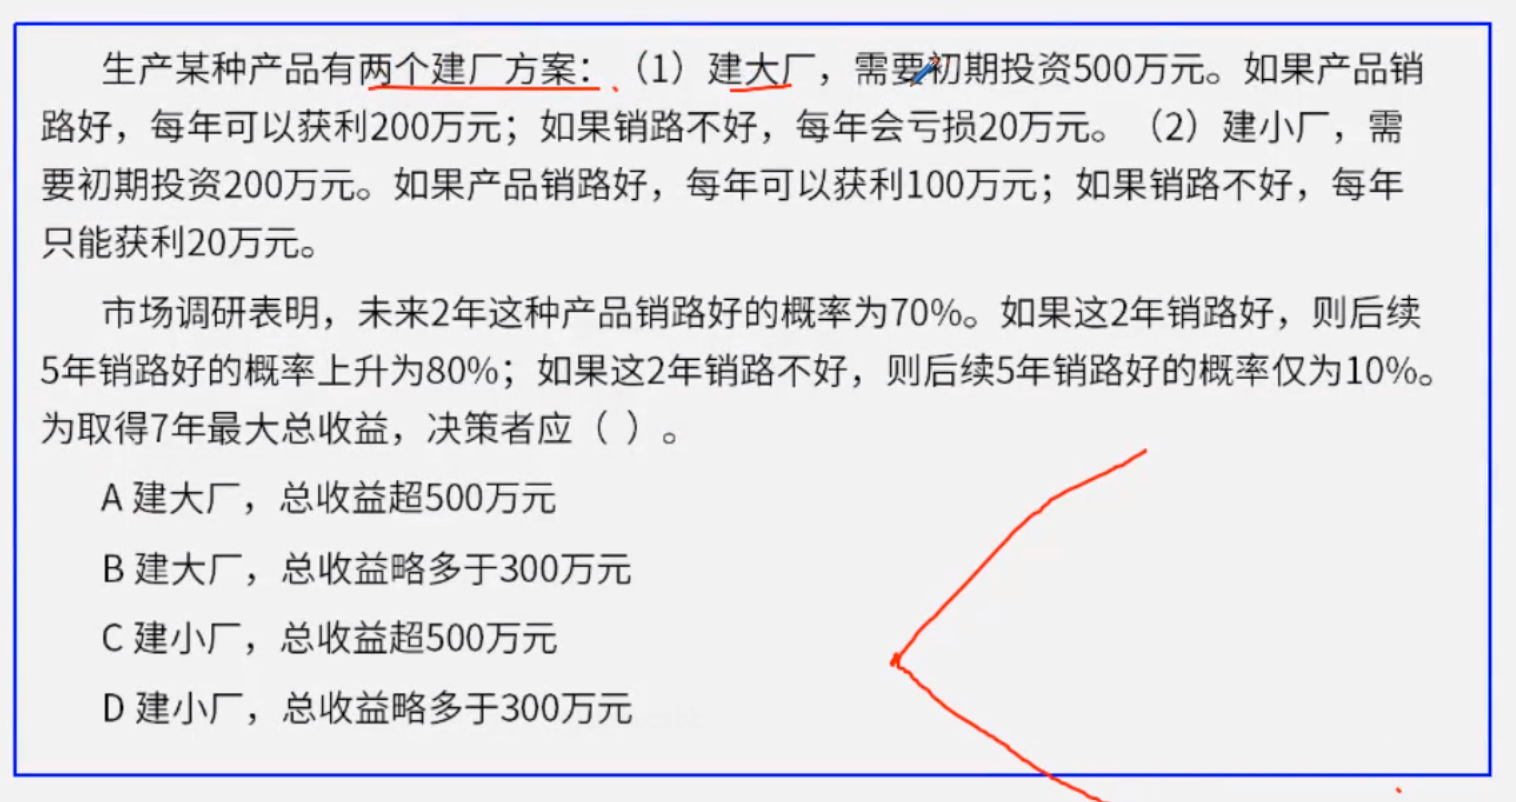 生产某种产品有两个建厂方案：（1）建大厂，需要初期投资500万元。如果产品销
路好，每年可以获利200万元；如果销路不好，每年会亏损20万元。（2）建小厂，需
要初期投资200万元。如果产品销路好，每年可以获利100万元；如果销路不好，每年
只能获利20万元。
市场调研表明，未来2年这种产品销路好的概率为70%。如果这2年销路好，则后续
5年销路好的概率上升为80%；如果这2年销路不好，则后续5年销路好的概率仅为10%。
为取得7年最大总收益，决策者应（ ）。
A 建大厂，总收益超500万元
B 建大厂，总收益略多于300万元
C 建小厂，总收益超500万元
D 建小厂，总收益略多于300万元